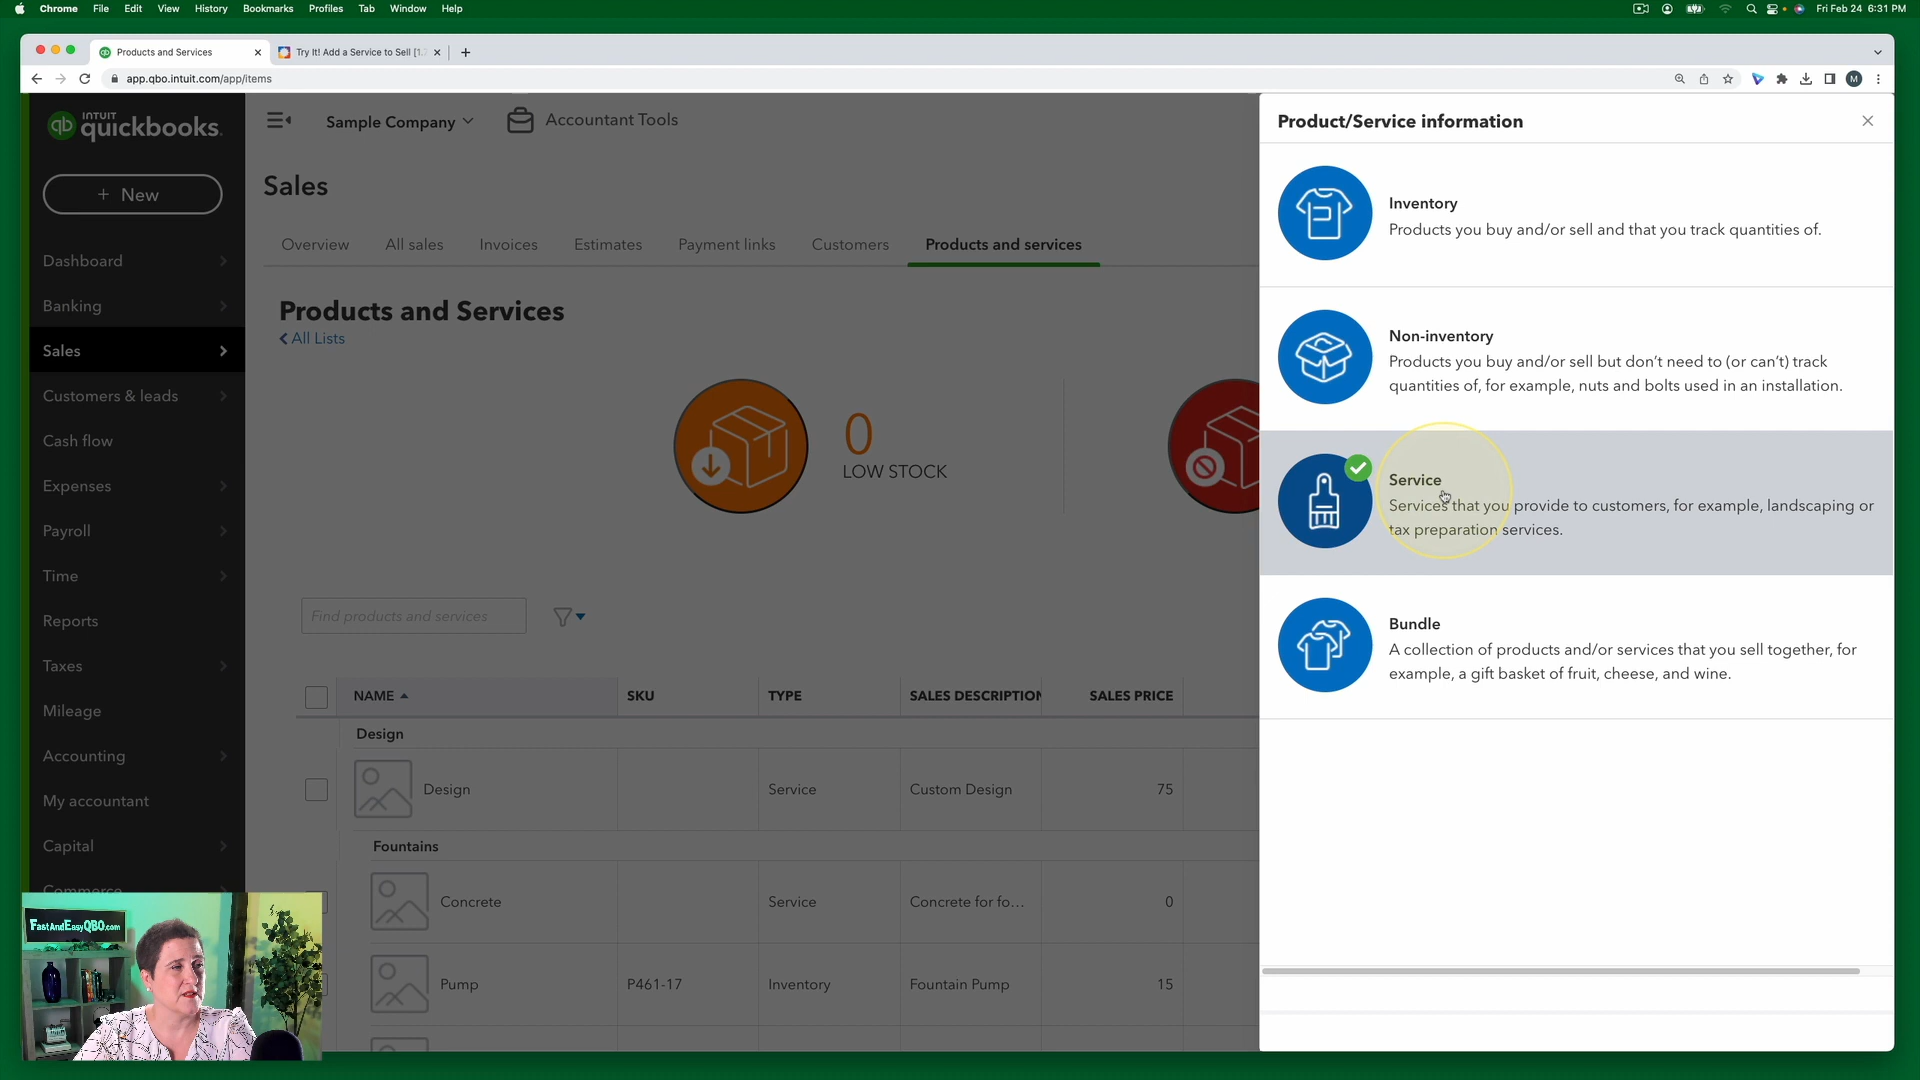 Chrome File Edit View History Bookmarks Profiles Tab Window Help
Fri Feb 24 6:31 PM
Products and Services
Try It! Add a Service to Sell [1.
app.qbo.intuit.com/app/items
M
INTUIT
qb quickbooks.
+ New
Dashboard
Banking
Sales
Customers & leads
Cash flow
Expenses
Payroll
Time
Reports
Taxes
Mileage
Accounting
My accountant
Capital
Commerce
Sample Company
Accountant Tools
Sales
Overview All sales Invoices Estimates Payment links Customers Products and services
Products and Services
All Lists
0
LOW STOCK
Find products and services
NAME SKU TYPE SALES DESCRIPTION SALES PRICE
Design
Design Service Custom Design 75
Fountains
Concrete Service Concrete for fo... 0
Pump P461-17 Inventory Fountain Pump 15
Product/Service information
Inventory
Products you buy and/or sell and that you track quantities of.
Non-inventory
Products you buy and/or sell but don't need to (or can't) track
quantities of, for example, nuts and bolts used in an installation.
Service
Services that you provide to customers, for example, landscaping or
tax preparation services.
Bundle
A collection of products and/or services that you sell together, for
example, a gift basket of fruit, cheese, and wine.
FastAndEasyQBO.com